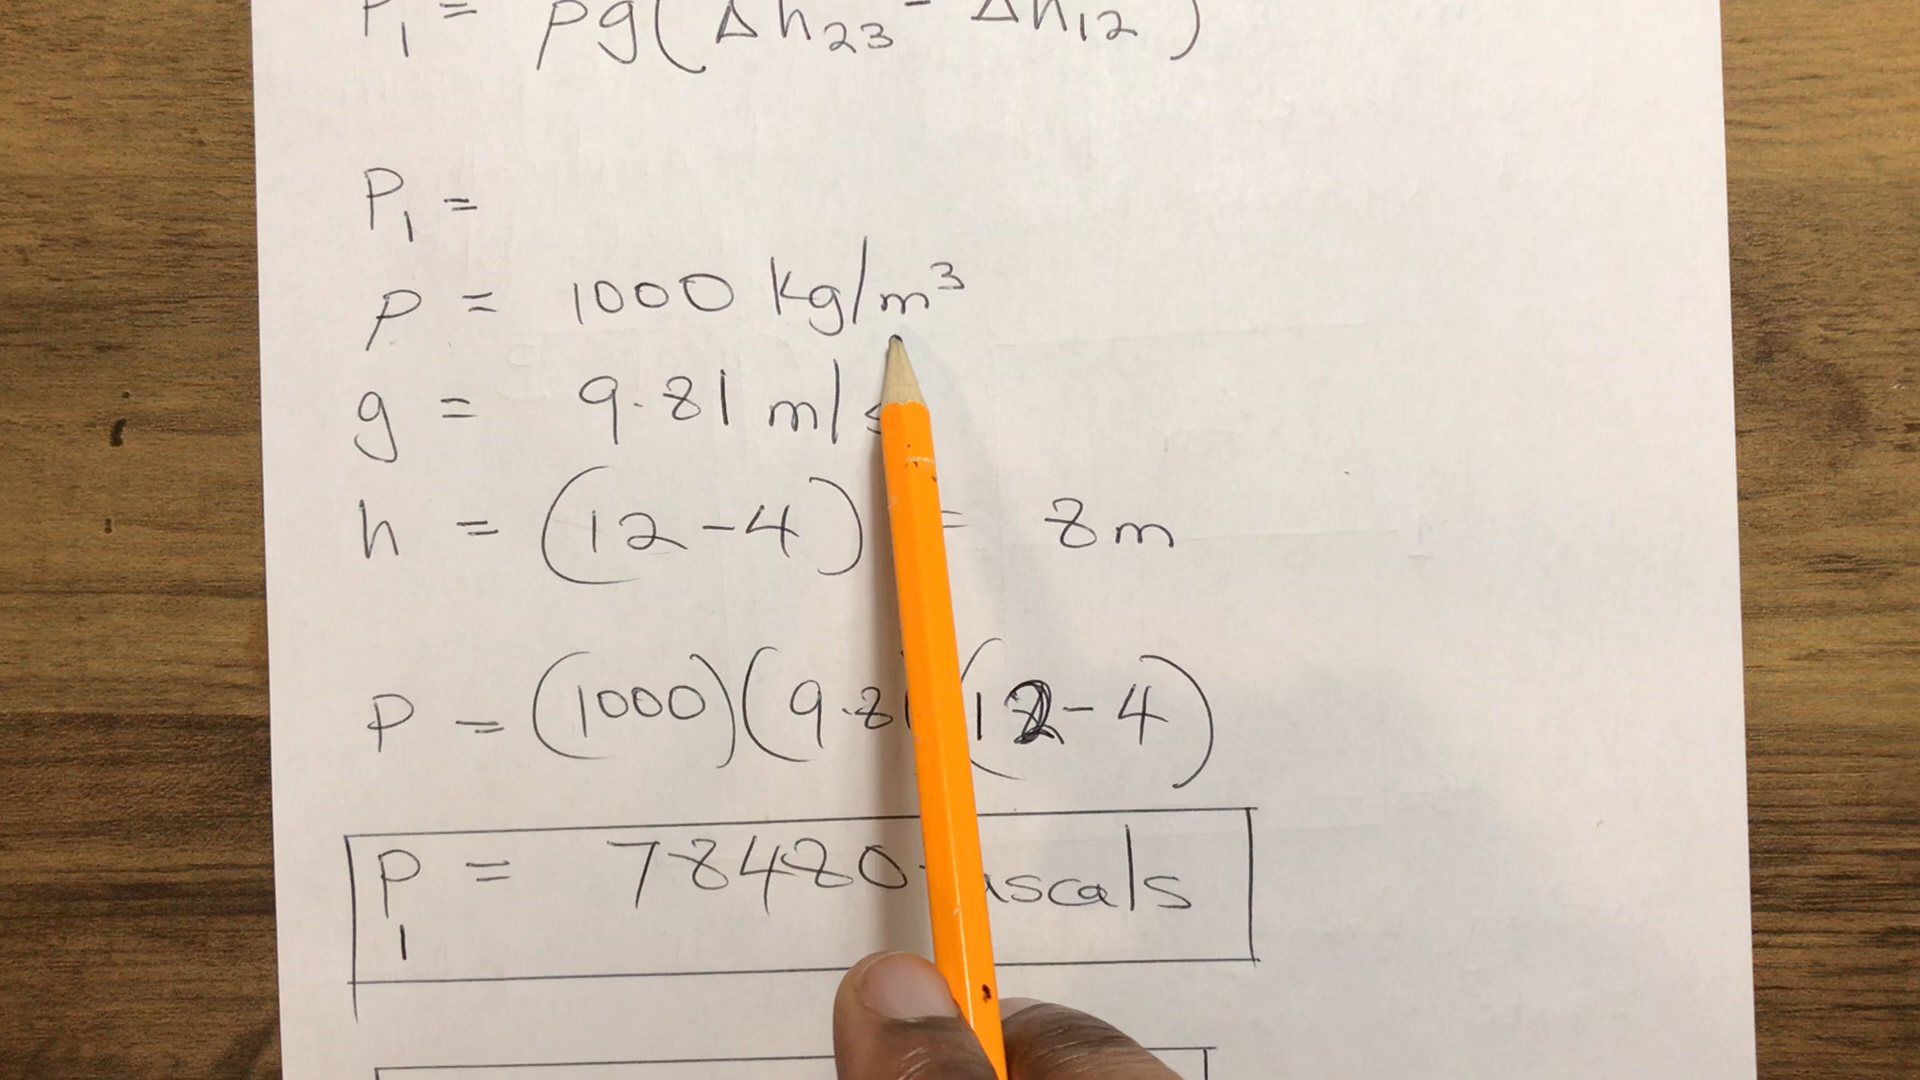 P₁ = ρg(Δh₂₃ - Δh₁₂)
P₁ =
ρ = 1000 kg/m³
g = 9.81 m/s
h = (12-4) = 8m
P = (1000)(9.81(12-4)
P₁ = 78480 ascals